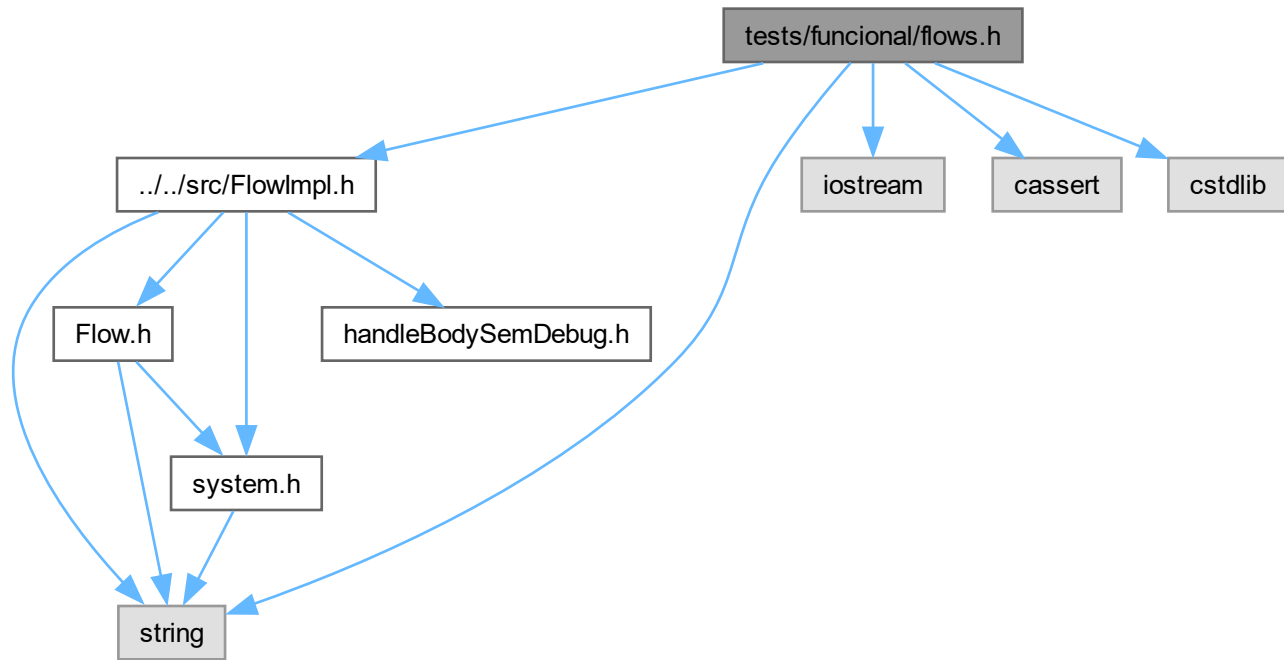 tests/funcional/flows.h
../../src/FlowImpl.h
iostream
cassert
cstdlib
Flow.h
handleBodySemDebug.h
system.h
string